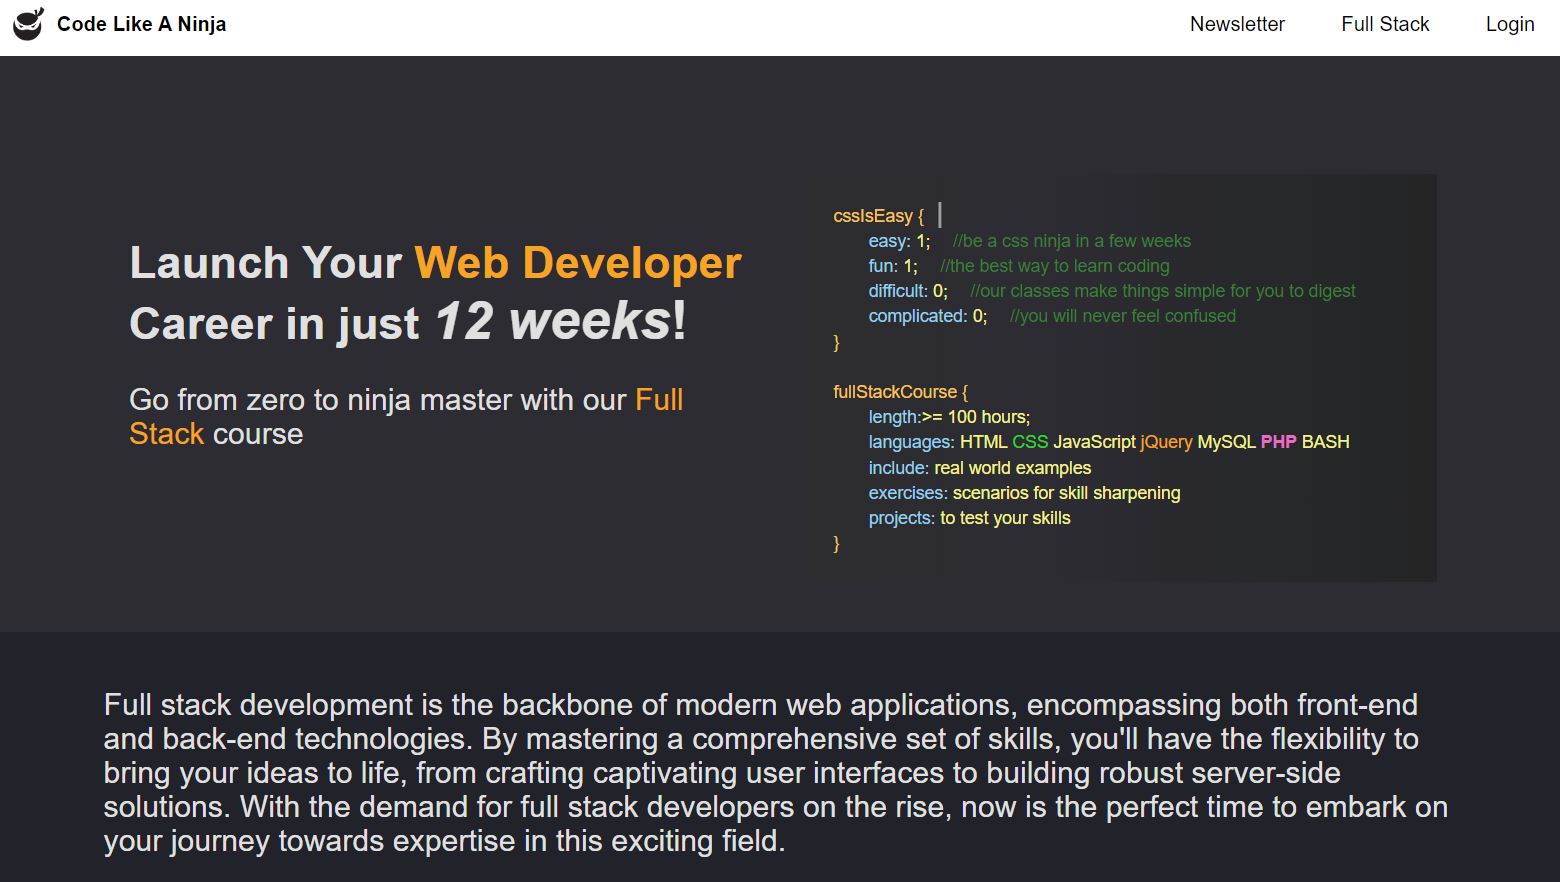 Code Like A Ninja
Newsletter Full Stack Login
Launch Your Web Developer
Career in just 12 weeks!
Go from zero to ninja master with our Full
Stack course
cssIsEasy {
easy: 1; //be a css ninja in a few weeks
fun: 1; //the best way to learn coding
difficult: 0; //our classes make things simple for you to digest
complicated: 0; //you will never feel confused
}
fullStackCourse {
length:>= 100 hours;
languages: HTML CSS JavaScript jQuery MySQL PHP BASH
include: real world examples
exercises: scenarios for skill sharpening
projects: to test your skills
}
Full stack development is the backbone of modern web applications, encompassing both front-end
and back-end technologies. By mastering a comprehensive set of skills, you'll have the flexibility to
bring your ideas to life, from crafting captivating user interfaces to building robust server-side
solutions. With the demand for full stack developers on the rise, now is the perfect time to embark on
your journey towards expertise in this exciting field.